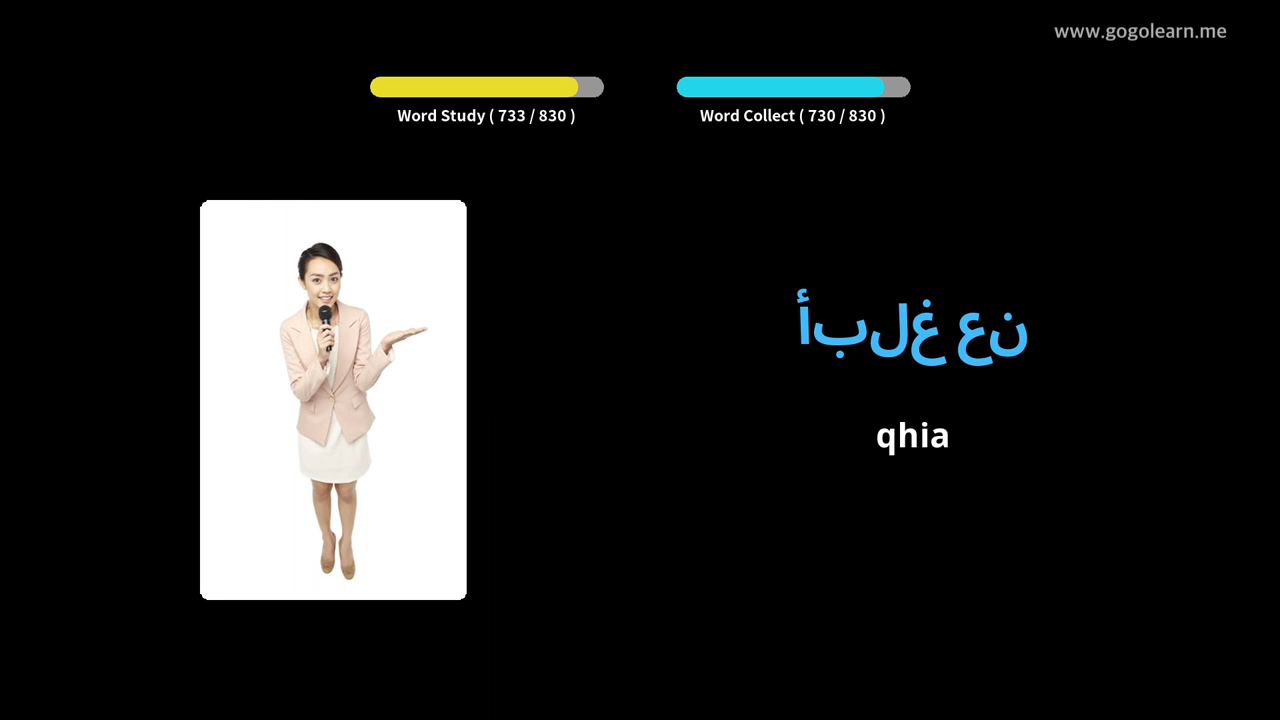 www.gogolearn.me
Word Study ( 733 / 830 )
Word Collect ( 730 / 830 )
أبلغ عن
qhia